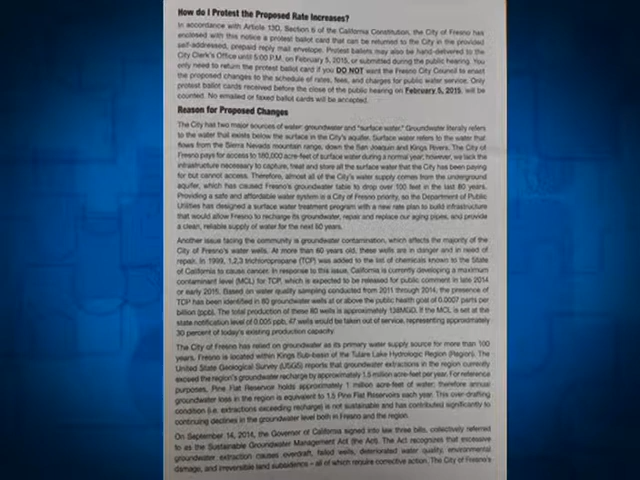 How do I Protest the Proposed Rate Increases?
In accordance with Article 13D, Section 6 of the California Constitution, the City of Fresno has
enclosed with this notice a protest ballot card that can be returned to the City in the provided
self-addressed, prepaid reply mail envelope. Protest ballots may also be hand-delivered to the
City Clerk's Office until 5:00 P.M. on February 5, 2015, or submitted during the public hearing. You
only need to return the protest ballot card if you DO NOT want the Fresno City Council to enact
the proposed changes to the schedule of rates, fees, and charges for public water service. Only
protest ballot cards received before the close of the public hearing on February 5, 2015, will be
counted. No emailed or faxed ballot cards will be accepted.
Reason for Proposed Changes
The City has two major sources of water: groundwater and "surface water." Groundwater literally refers
to the water that exists below the surface in the City's aquifer. Surface water refers to the water that
flows from the Sierra Nevada mountain range; down the San Joaquin and Kings Rivers. The City of
Fresno pays for access to 180,000 acre-feet of surface water during a normal year; however, we lack the
infrastructure necessary to capture, treat and store all the surface water that the City has been paying
for but cannot access. Therefore, almost all of the City's water supply comes from the underground
aquifer, which has caused Fresno's groundwater table to drop over 100 feet in the last 80 years.
Providing a safe and affordable water system is a City of Fresno priority, so the Department of Public
Utilities has designed a surface water treatment program with a new rate plan to build infrastructure
that would allow Fresno to recharge its groundwater, repair and replace our aging pipes, and provide
a clean, reliable supply of water for the next 50 years.
Another issue facing the community is groundwater contamination, which affects the majority of the
City of Fresno's water wells. At more than 60 years old, these wells are in danger and in need of
repair. In 1999, 1,2,3 trichloropropane (TCP) was added to the list of chemicals known to the State
of California to cause cancer. In response to this issue, California is currently developing a maximum
contaminant level (MCL) for TCP, which is expected to be released for public comment in late 2014
or early 2015. Based on water quality sampling conducted from 2011 through 2014, the presence of
TCP has been identified in 80 groundwater wells at or above the public health goal of 0.0007 parts per
billion (ppb). The total production of these 80 wells is approximately 138MGD. If the MCL is set at the
state notification level of 0.005 ppb, 47 wells would be taken out of service, representing approximately
30 percent of today's existing production capacity.
The City of Fresno has relied on groundwater as its primary water supply source for more than 100
years. Fresno is located within Kings Sub-basin of the Tulare Lake Hydrologic Region (Region). The
United State Geological Survey (USGS) reports that groundwater extractions in the region currently
exceed the region's groundwater recharge by approximately 1.5 million acre-feet per year. For reference
purposes, Pine Flat Reservoir holds approximately 1 million acre-feet of water; therefore annual
groundwater loss in the region is equivalent to 1.5 Pine Flat Reservoirs each year. This over-drafting
condition (i.e. extractions exceeding recharge) is not sustainable and has contributed significantly to
continuing declines in the groundwater level both in Fresno and the region.
On September 14, 2014, the Governor of California signed into law three bills, collectively referred
to as the Sustainable Groundwater Management Act (the Act). The Act recognizes that excessive
groundwater extraction causes overdraft, failed wells, deteriorated water quality, environmental
damage, and irreversible land subsidence – all of which require corrective action. The City of Fresno's